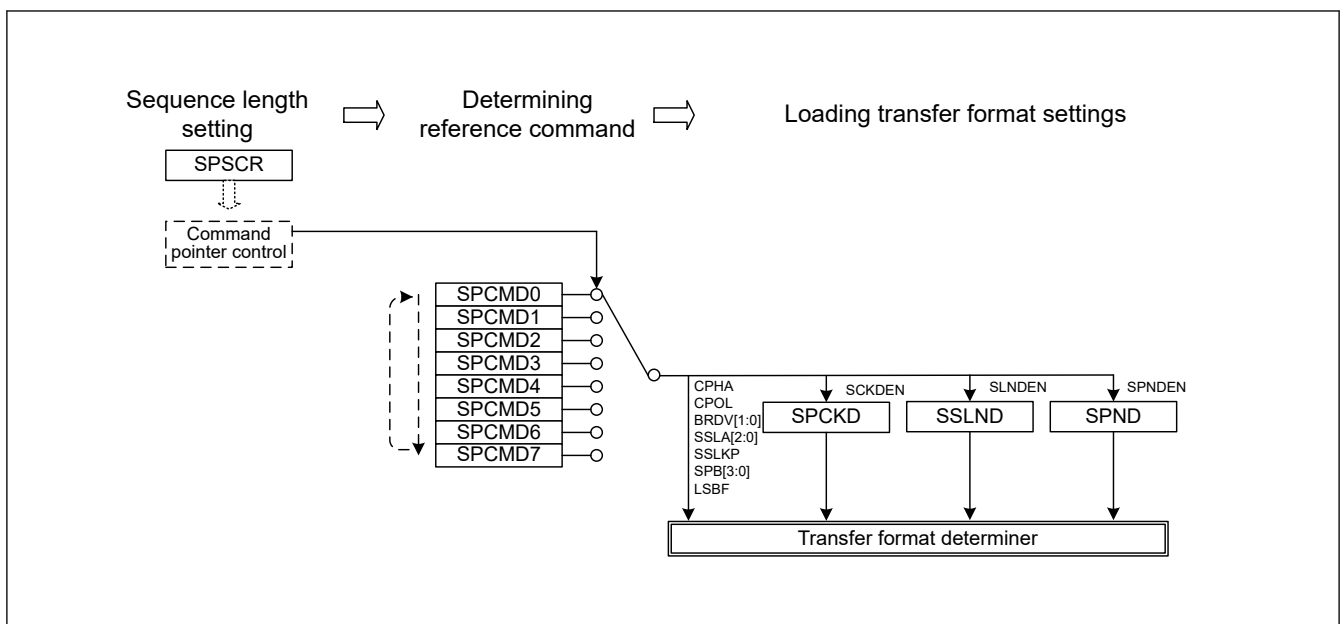 Sequence length
setting
Determining
reference command
Loading transfer format settings
SPSCR
Command
pointer control
SPCMD0
SPCMD1
SPCMD2
SPCMD3
SPCMD4
SPCMD5
SPCMD6
SPCMD7
CPHA
CPOL
BRDV[1:0]
SSLA[2:0]
SSLKP
SPB[3:0]
LSBF
SCKDEN
SPCKD
SLNDEN
SSLND
SPNDEN
SPND
Transfer format determiner